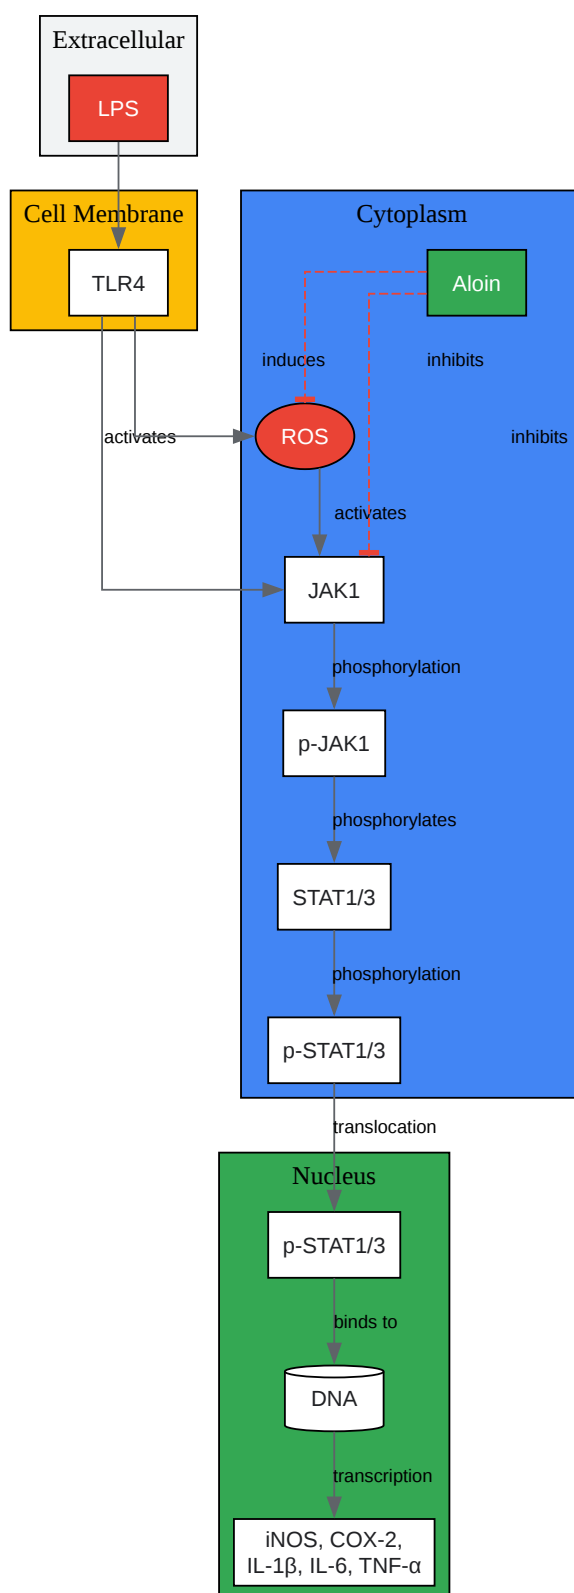 Extracellular
LPS
Cell Membrane
Cytoplasm
TLR4
Aloin
induces
inhibits
activates
ROS
inhibits
activates
JAK1
phosphorylation
p-JAK1
phosphorylates
STAT1/3
phosphorylation
p-STAT1/3
translocation
Nucleus
p-STAT1/3
binds to
DNA
transcription
iNOS, COX-2,
IL-1β, IL-6, TNF-α